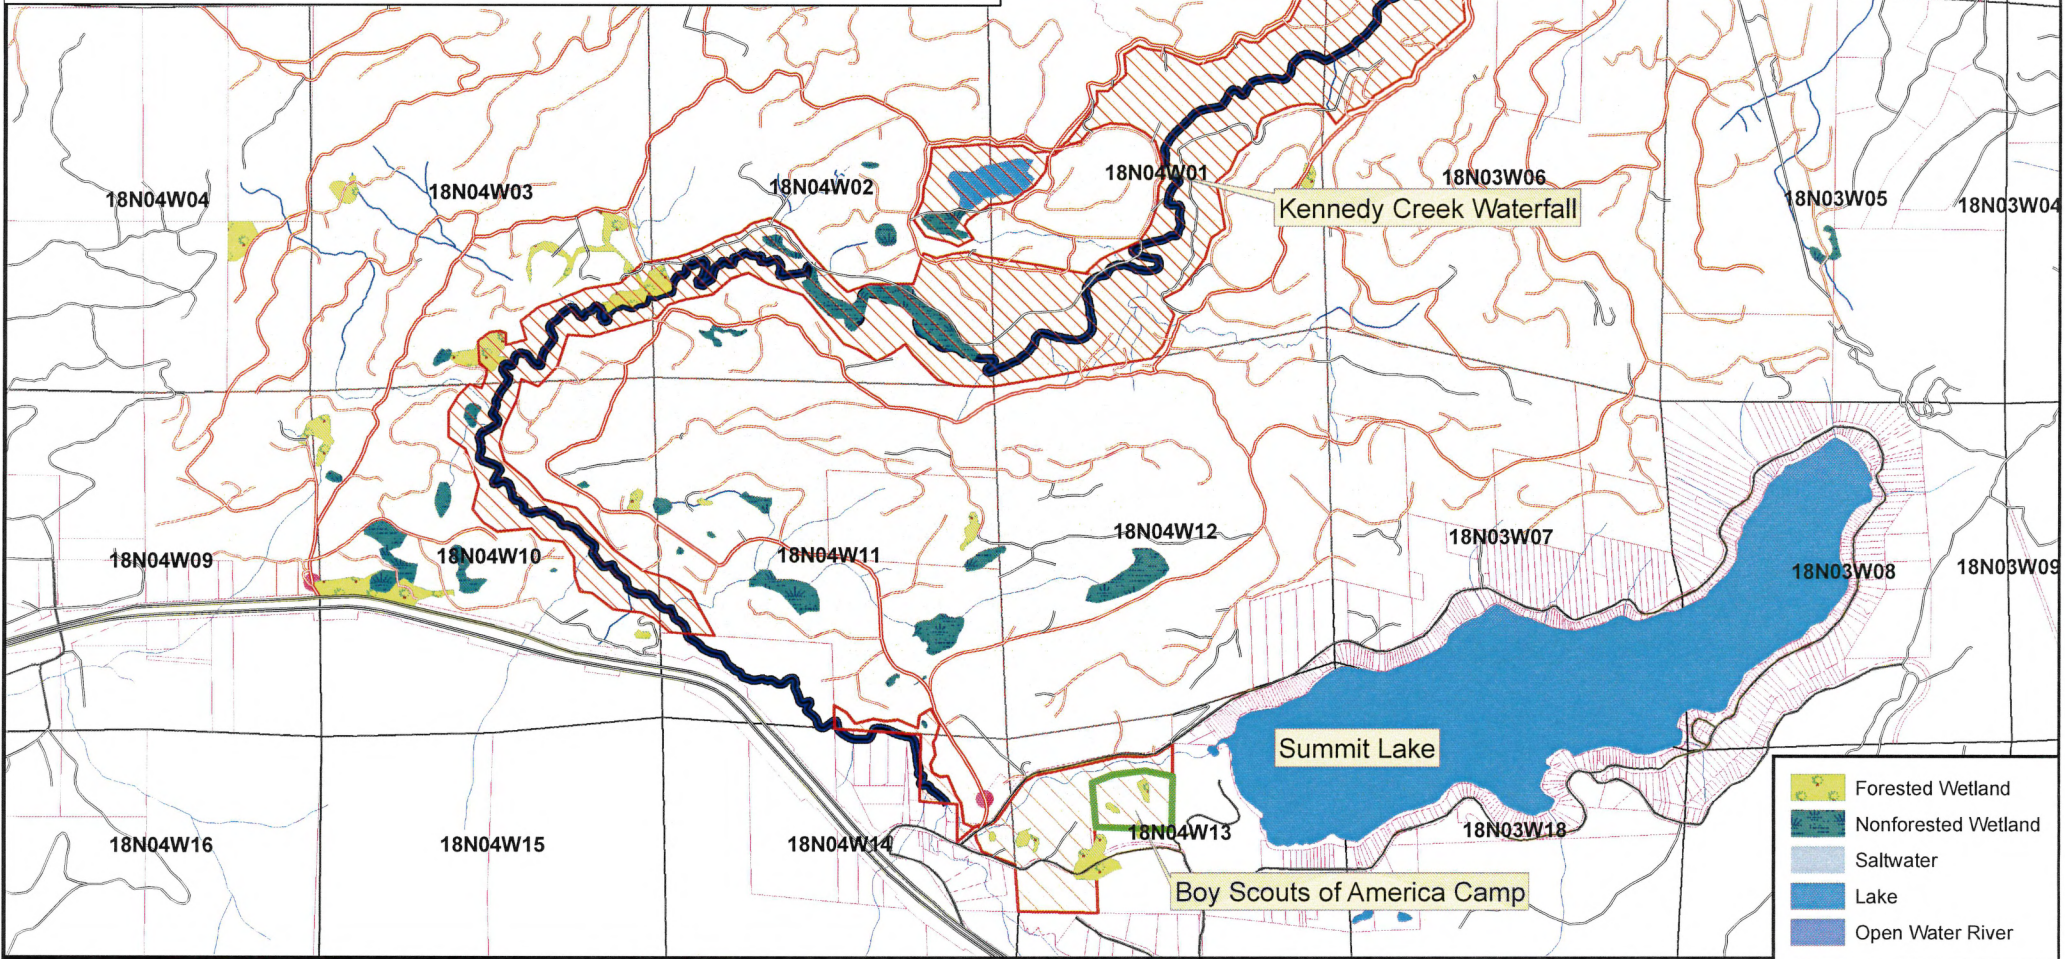 18N04W04
18N04W03
18N04W02
18N04W01
18N03W06
18N03W05
18N03W04
Kennedy Creek Waterfall
18N04W09
18N04W10
18N04W11
18N04W12
18N03W07
18N03W08
18N03W09
Summit Lake
18N04W16
18N04W15
18N04W14
18N04W13
18N03W18
Boy Scouts of America Camp
Forested Wetland
Nonforested Wetland
Saltwater
Lake
Open Water River